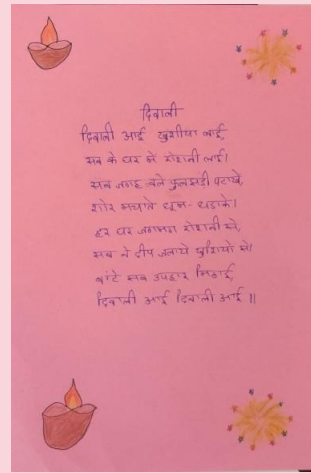 दिवाली
दिवाली आई खुशीया लाई,
सब के घर में रोशनी लाई।
सब जगह चले फुलझड़ी पटाखे,
शोर मचाते धूम-धड़ाके।
हर घर जगमग रोशनी से,
सब ने दीप जलाये खुशियो से।
बांटे सब उपहार मिठाई,
दिवाली आई दिवाली आई ॥